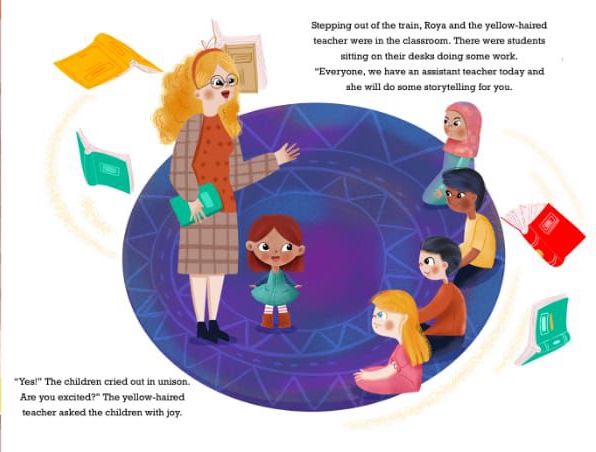 Stepping out of the train, Roya and the yellow-haired
teacher were in the classroom. There were students
sitting on their desks doing some work.
"Everyone, we have an assistant teacher today and
she will do some storytelling for you.
"Yes!" The children cried out in unison.
Are you excited?" The yellow-haired
teacher asked the children with joy.